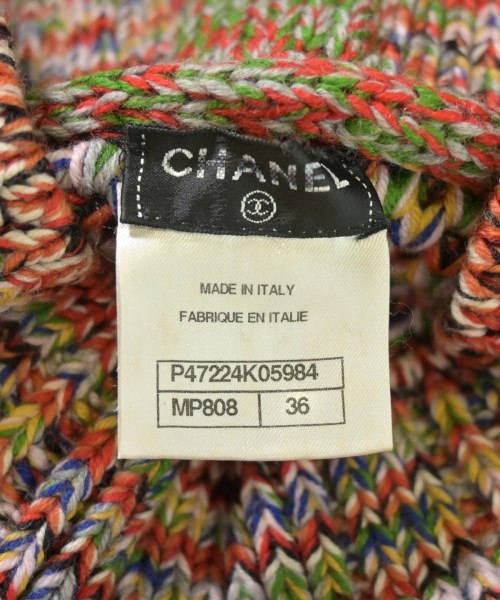 CHANEL
MADE IN ITALY
FABRIQUE EN ITALIE
P47224K05984
MP808 36